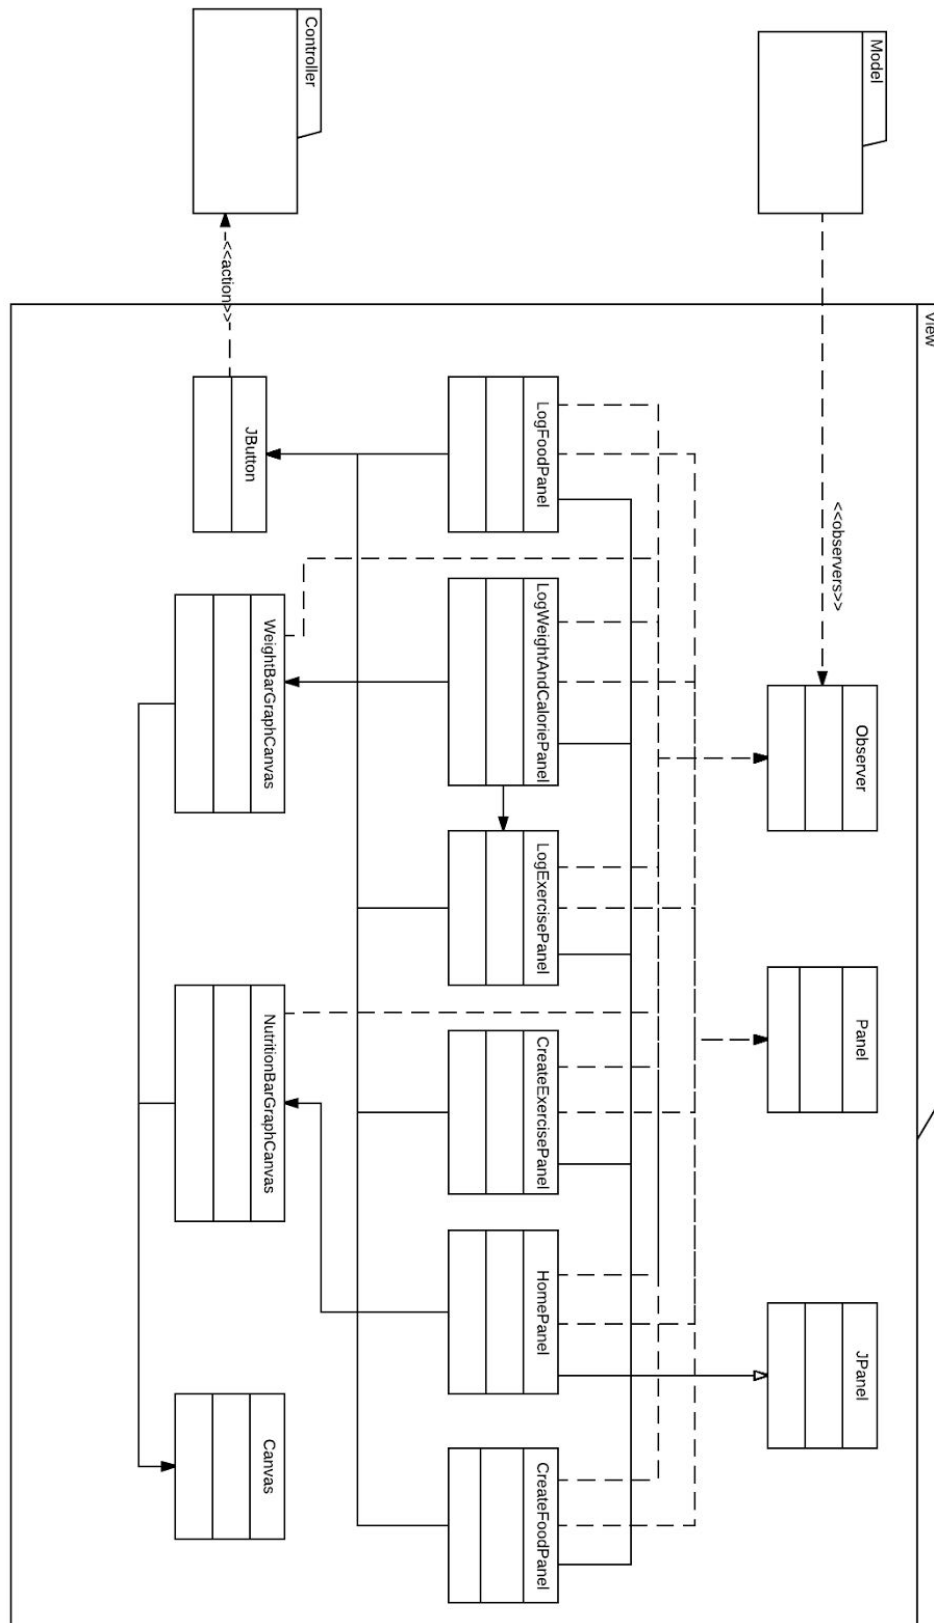 Model
Controller
<<observers>>
<<action>>
View
Observer
Panel
JPanel
LogFoodPanel
LogWeightAndCaloriePanel
LogExercisePanel
CreateExercisePanel
HomePanel
CreateFoodPanel
JButton
WeightBarGraphCanvas
NutritionBarGraphCanvas
Canvas